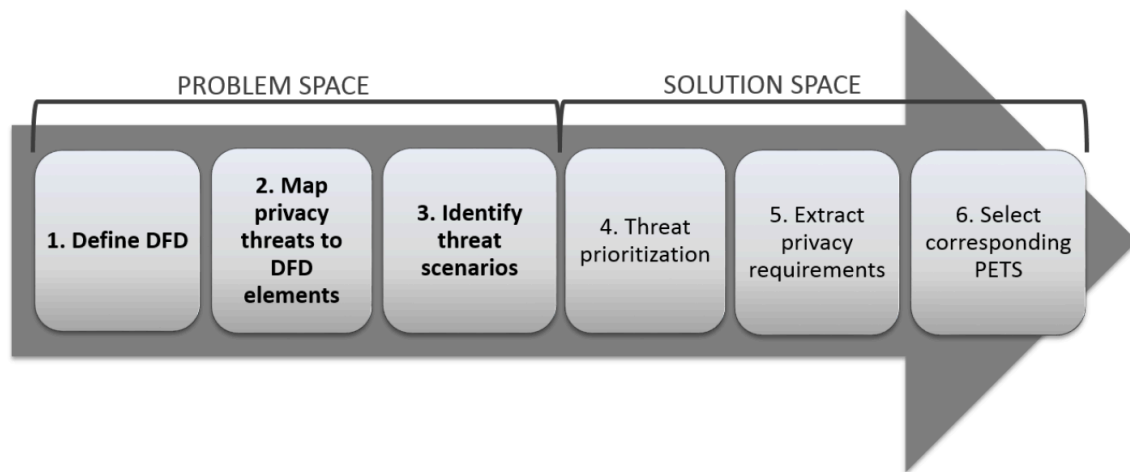 PROBLEM SPACE
SOLUTION SPACE
1. Define DFD
2. Map
privacy
threats to
DFD
elements
3. Identify
threat
scenarios
4. Threat
prioritization
5. Extract
privacy
requirements
6. Select
corresponding
PETS